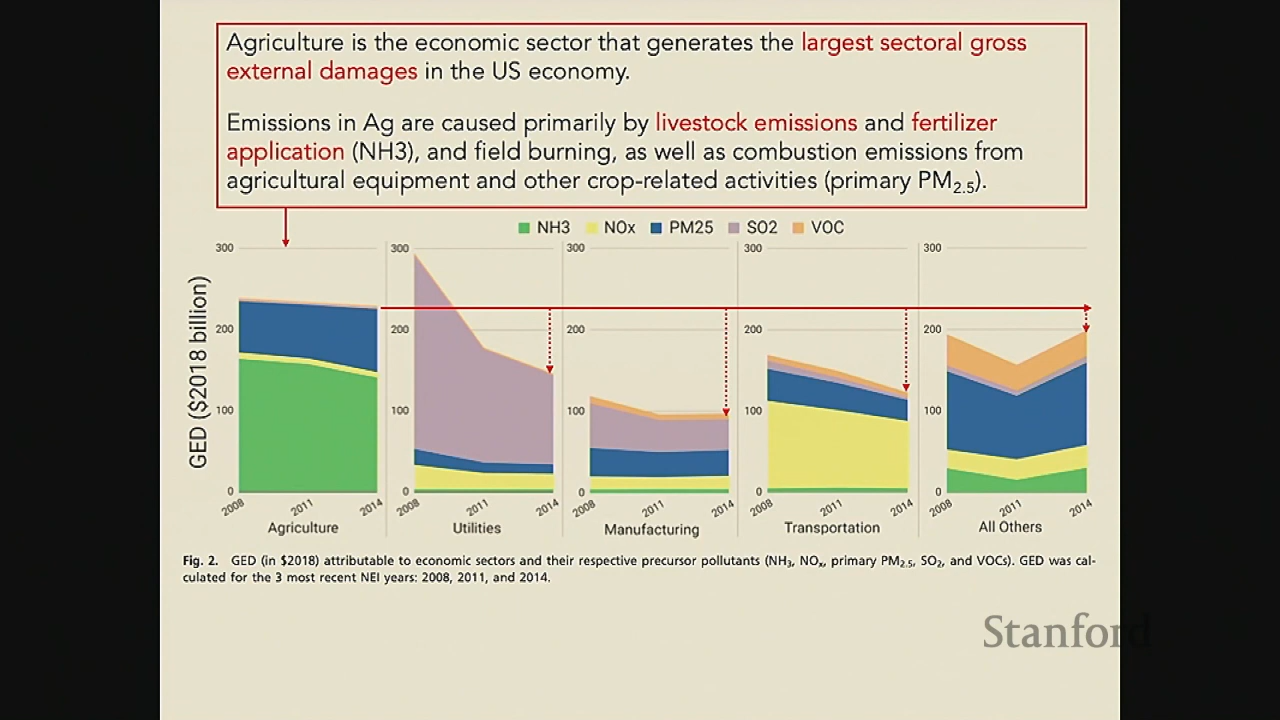 Agriculture is the economic sector that generates the largest sectoral gross
external damages in the US economy.
Emissions in Ag are caused primarily by livestock emissions and fertilizer
application (NH3), and field burning, as well as combustion emissions from
agricultural equipment and other crop-related activities (primary PM2.5).
NH3 NOx PM25 SO2 VOC
GED ($2018 billion)
300 300 300 300 300
200 200 200 200 200
100 100 100 100 100
0 0 0 0 0
2008 2011 2014 2008 2011 2014 2008 2011 2014 2008 2011 2014 2008 2011 2014
Agriculture Utilities Manufacturing Transportation All Others
Fig. 2. GED (in $2018) attributable to economic sectors and their respective precursor pollutants (NH3, NOx, primary PM2.5, SO2, and VOCs). GED was cal-
culated for the 3 most recent NEI years: 2008, 2011, and 2014.
Stanford